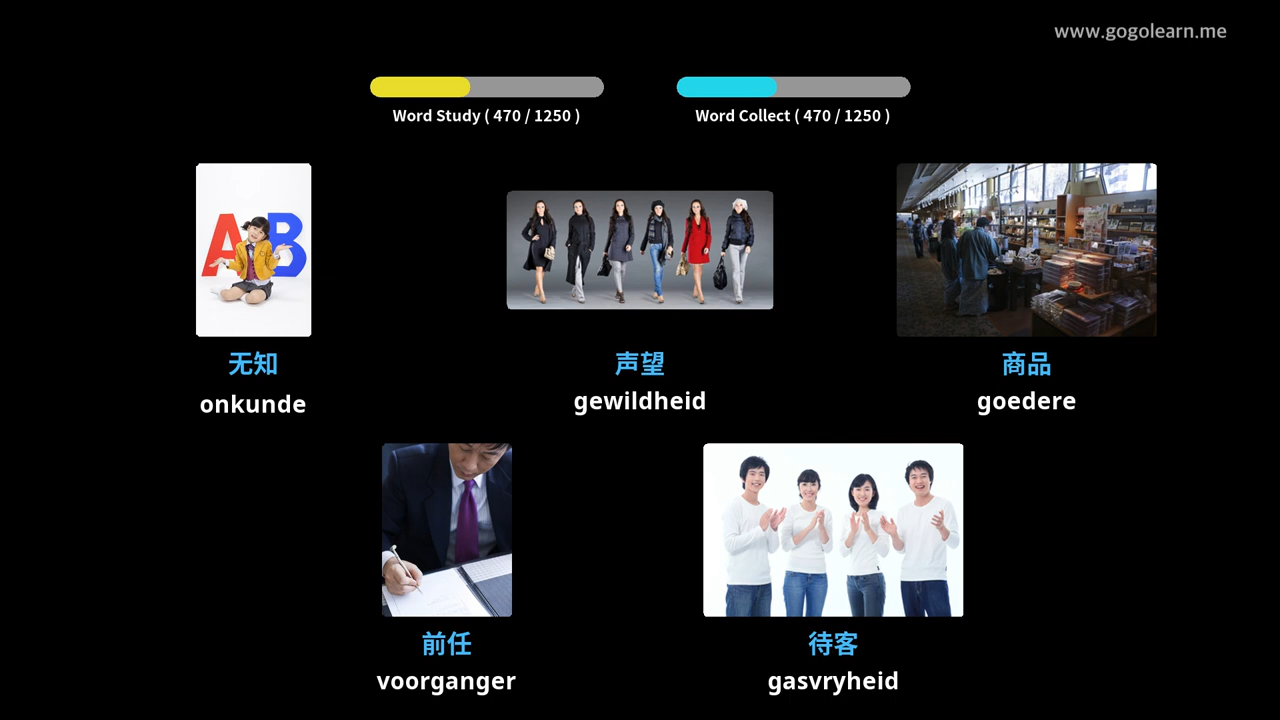 www.gogolearn.me
Word Study ( 470 / 1250 )
Word Collect ( 470 / 1250 )
无知
onkunde
声望
gewildheid
商品
goedere
前任
voorganger
待客
gasvryheid